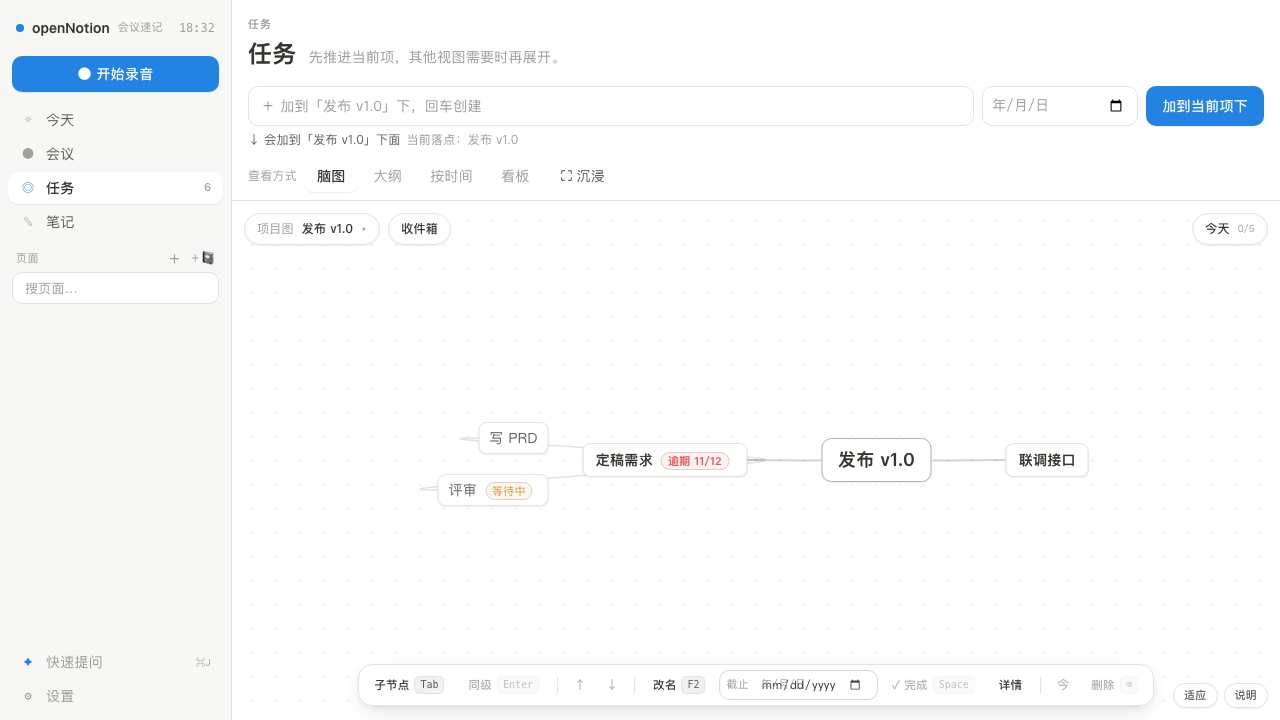 openNotion 会议速记 18:32
开始录音
今天
会议
任务 6
笔记
页面
搜页面...
快速提问 ⌘J
设置
任务
任务 先推进当前项，其他视图需要时再展开。
+ 加到「发布 v1.0」下，回车创建
年/月/日
加到当前项下
↓ 会加到「发布 v1.0」下面 当前落点：发布 v1.0
查看方式 脑图 大纲 按时间 看板 沉浸
项目图 发布 v1.0
收件箱
今天 0/5
写 PRD
定稿需求 逾期 11/12
发布 v1.0
联调接口
评审 等待中
子节点 Tab 同级 Enter ↑ ↓ 改名 F2 截止 mm/dd/yyyy ✓ 完成 Space 详情 今 删除
适应
说明